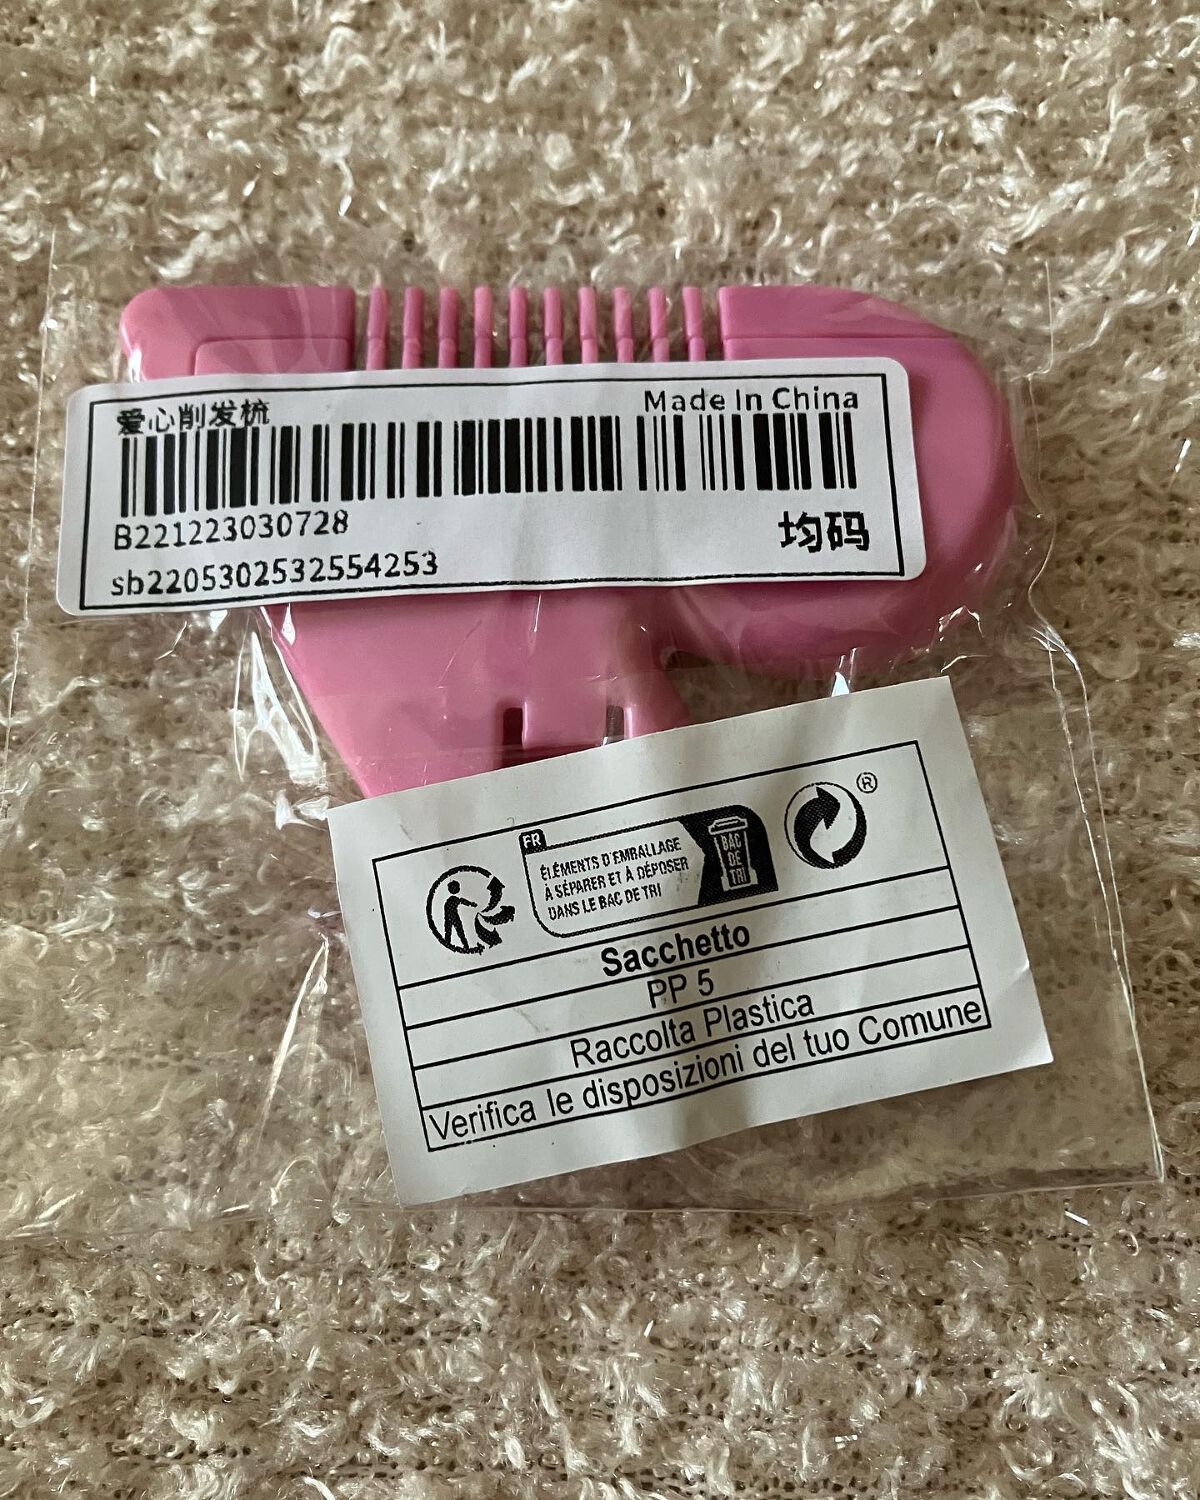 爱心削发梳
Made In China
B221223030728
均码
sb2205302532554253
FR
ÉLÉMENTS D'EMBALLAGE
À SÉPARER ET À DÉPOSER
DANS LE BAC DE TRI
BAC
DE
TRI
®
Sacchetto
PP 5
Raccolta Plastica
Verifica le disposizioni del tuo Comune